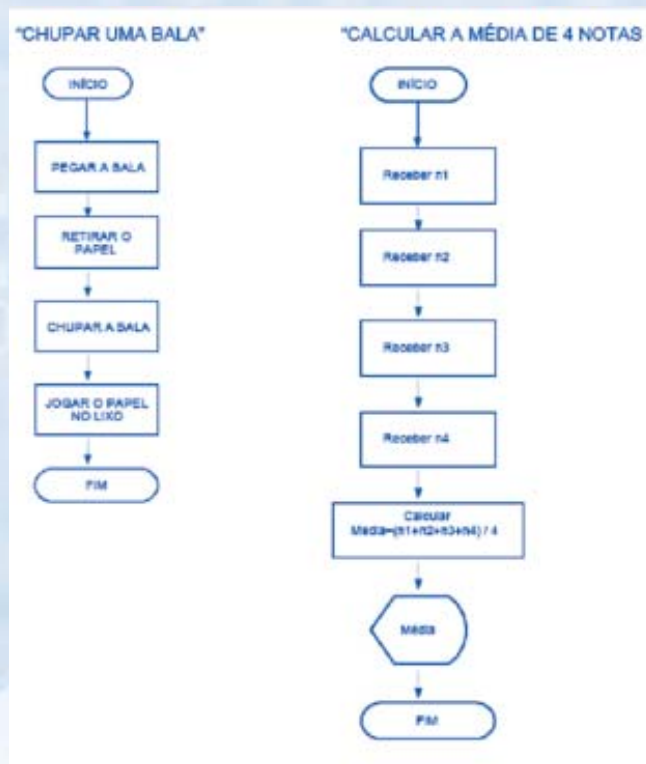 "CHUPAR UMA BALA"
INÍCIO
PEGAR A BALA
RETIRAR O
PAPEL
CHUPAR A BALA
JOGAR O PAPEL
NO LIXO
FIM
"CALCULAR A MÉDIA DE 4 NOTAS
INÍCIO
Receber n1
Receber n2
Receber n3
Receber n4
Calcular
Média=(n1+n2+n3+n4) / 4
Média
FIM